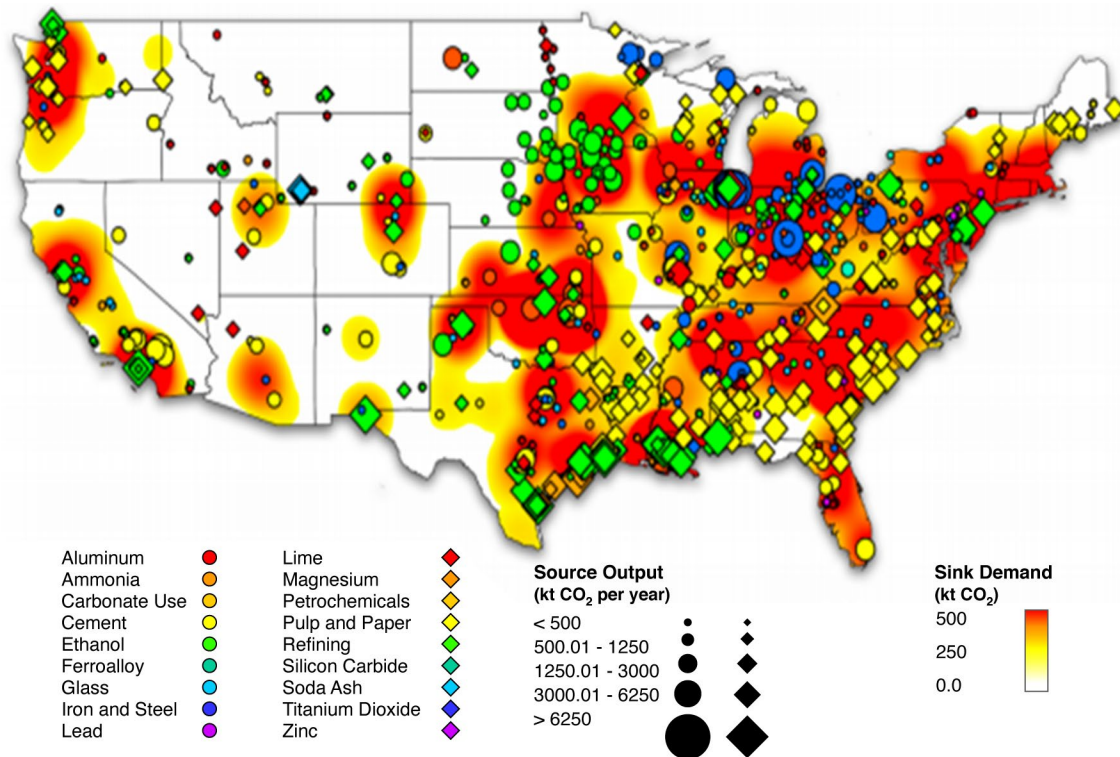 Aluminum
Ammonia
Carbonate Use
Cement
Ethanol
Ferroalloy
Glass
Iron and Steel
Lead
Lime
Magnesium
Petrochemicals
Pulp and Paper
Refining
Silicon Carbide
Soda Ash
Titanium Dioxide
Zinc
Source Output
(kt CO₂ per year)
< 500
500.01 - 1250
1250.01 - 3000
3000.01 - 6250
> 6250
Sink Demand
(kt CO₂)
500
250
0.0